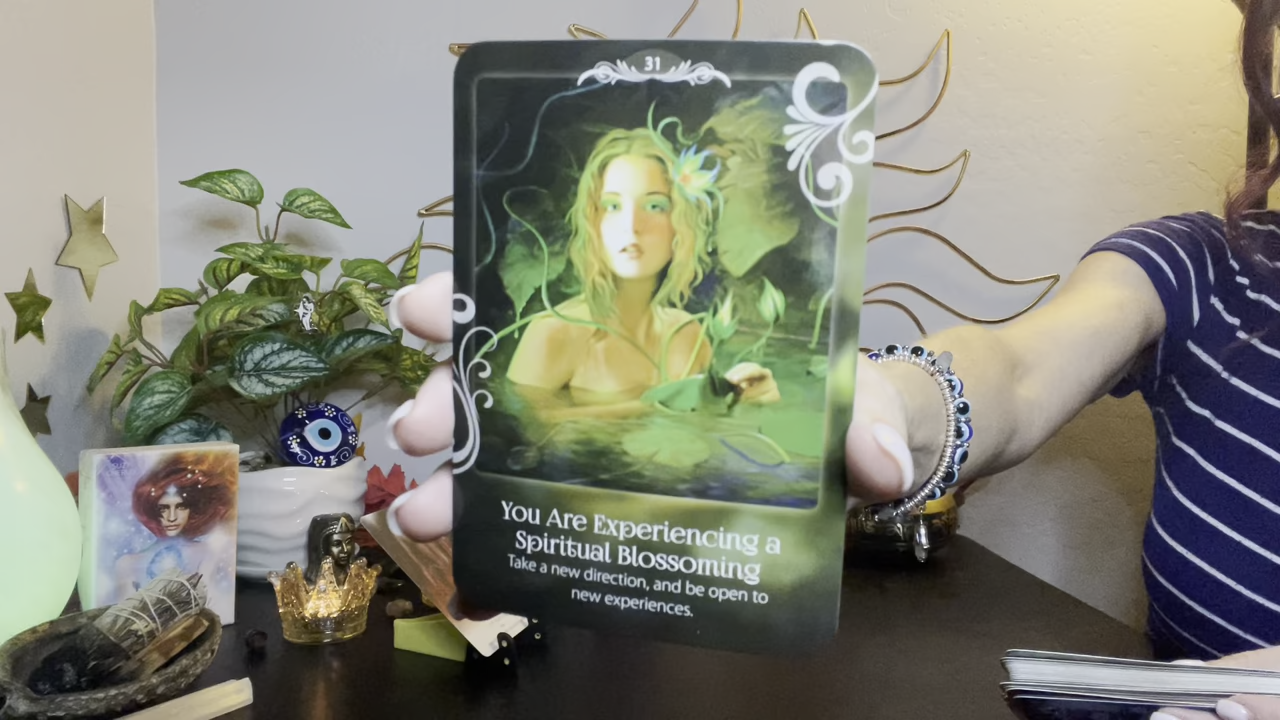 31
You Are Experiencing a
Spiritual Blossoming
Take a new direction, and be open to
new experiences.